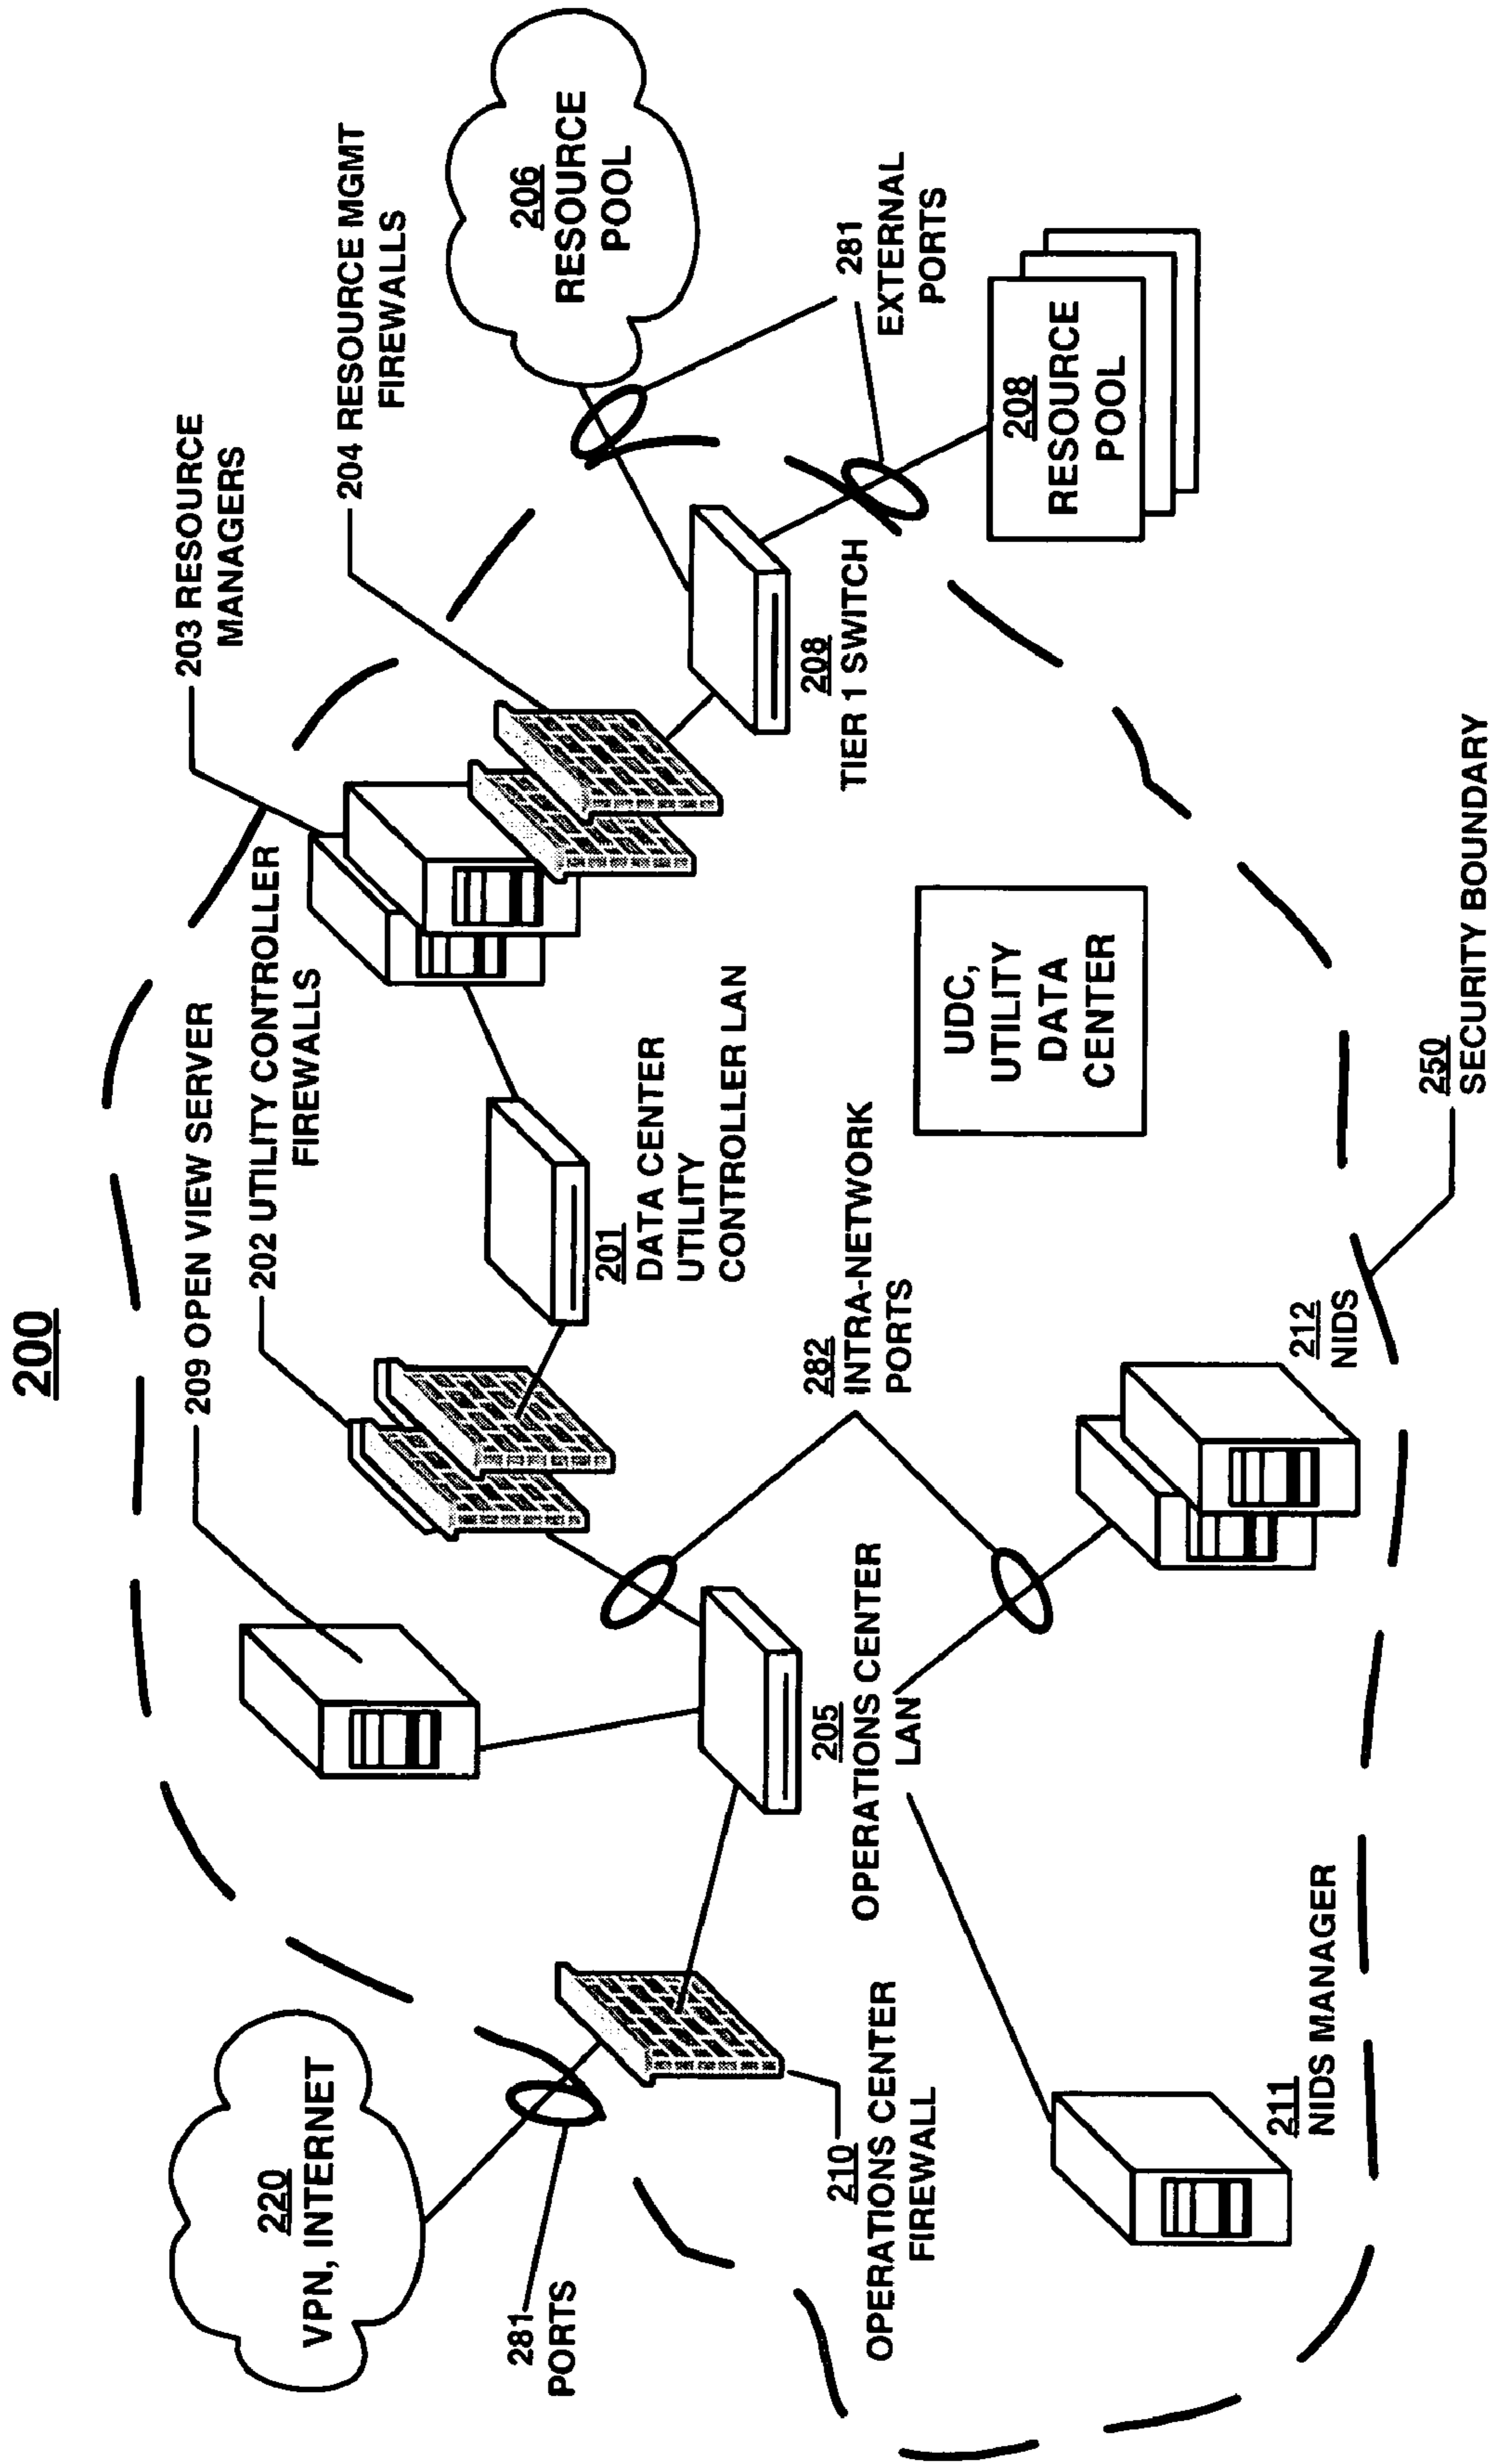 200
209 OPEN VIEW SERVER
202 UTILITY CONTROLLER
FIREWALLS
203 RESOURCE
MANAGERS
204 RESOURCE MGMT
FIREWALLS
220
VPN, INTERNET
206
RESOURCE
POOL
281
PORTS
201
DATA CENTER
UTILITY
CONTROLLER LAN
208
TIER 1 SWITCH
281
EXTERNAL
PORTS
210
OPERATIONS CENTER
FIREWALL
205
OPERATIONS CENTER
LAN
282
INTRA-NETWORK
PORTS
UDC,
UTILITY
DATA
CENTER
208
RESOURCE
POOL
211
NIDS MANAGER
212
NIDS
250
SECURITY BOUNDARY